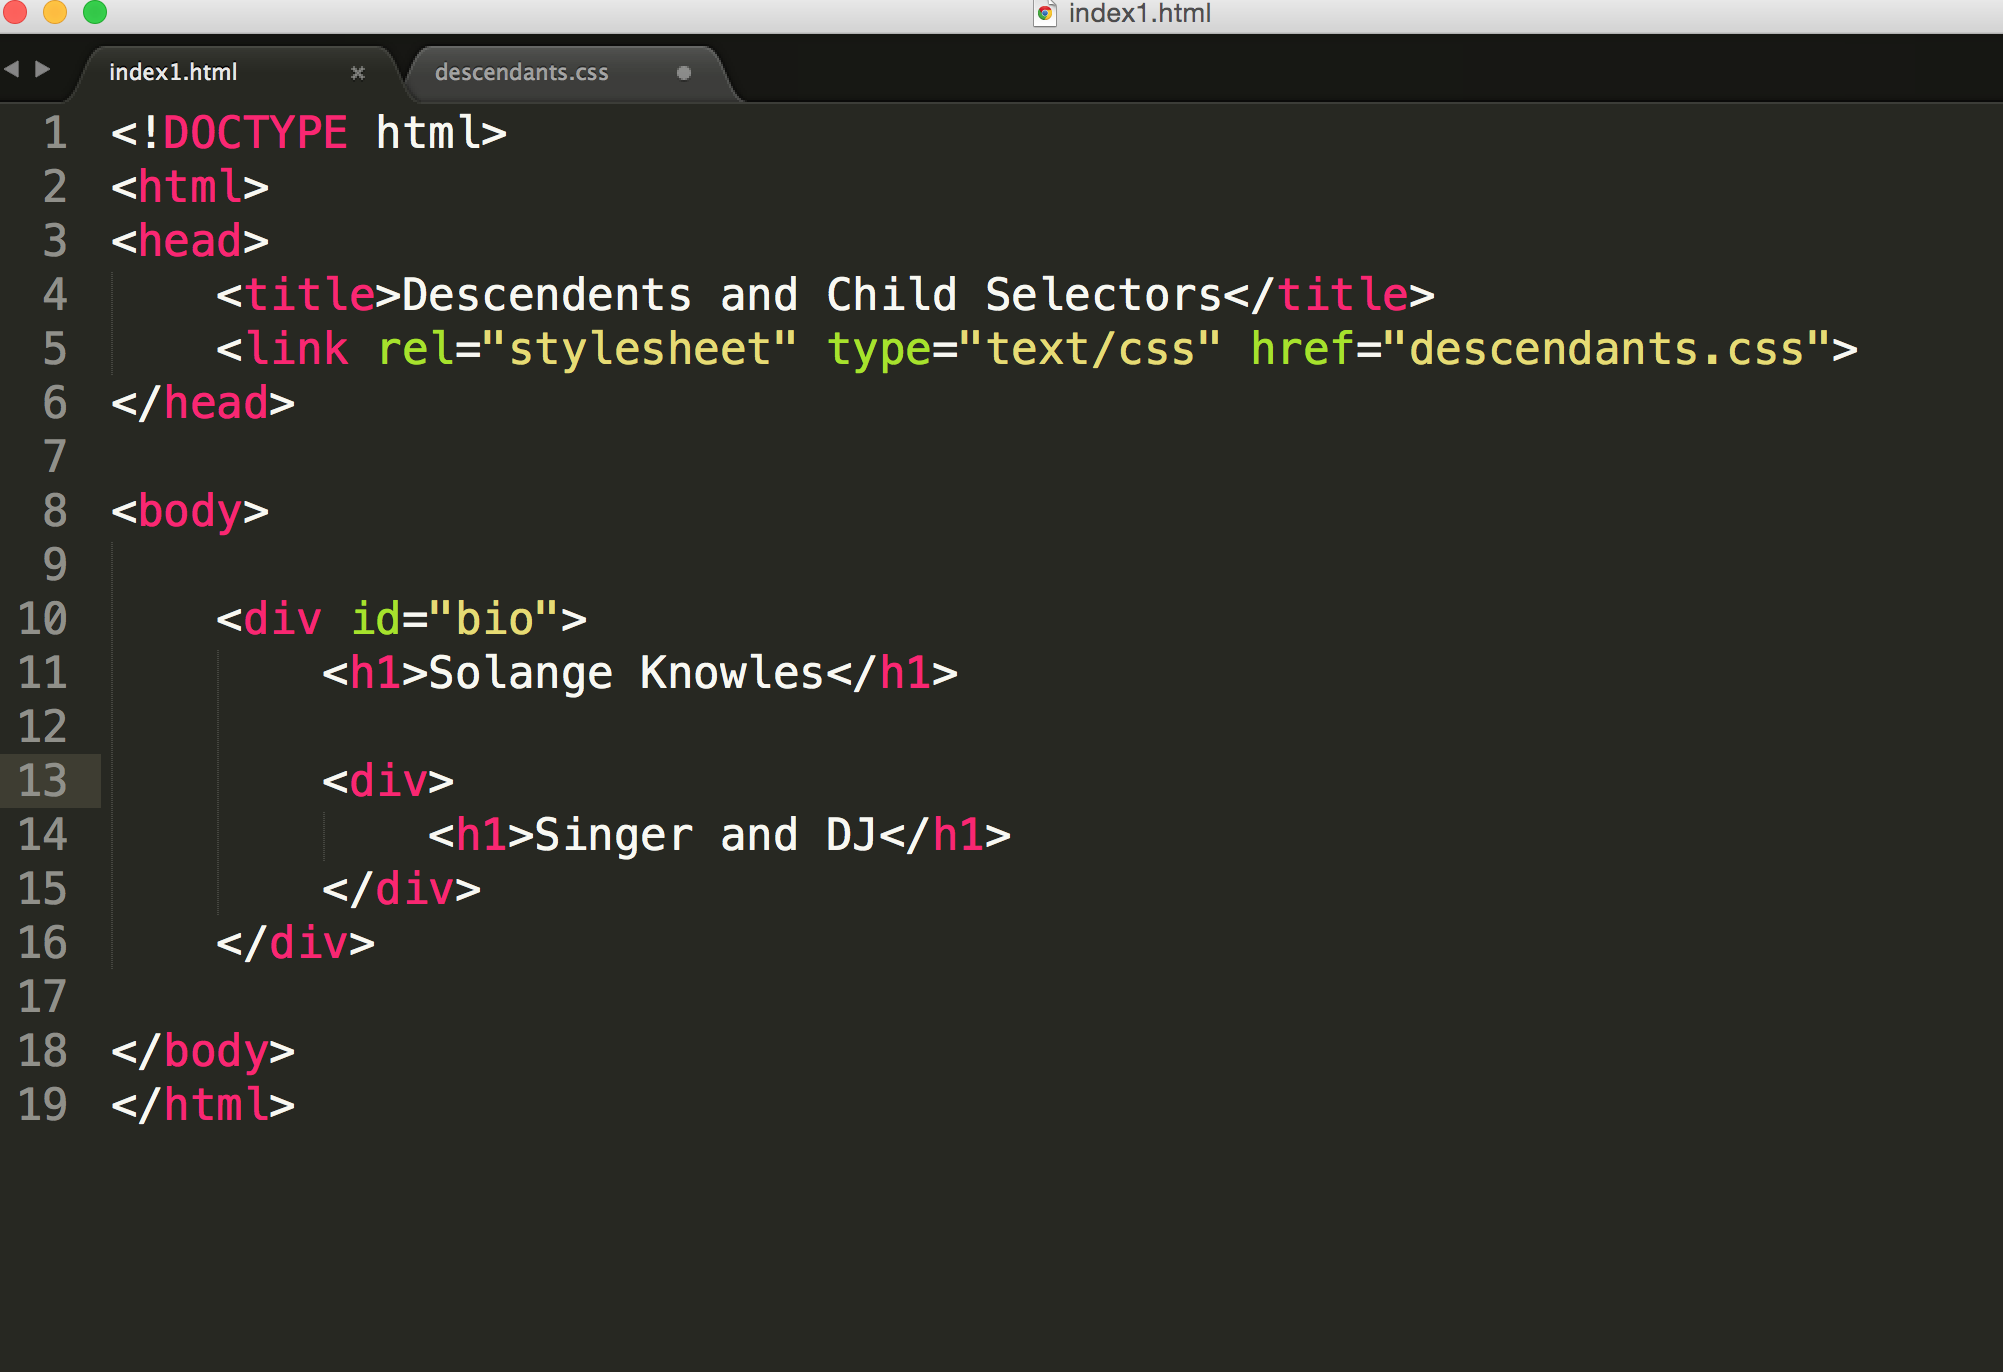 index1.html
index1.html descendants.css
1 <!DOCTYPE html>
2 <html>
3 <head>
4 <title>Descendents and Child Selectors</title>
5 <link rel="stylesheet" type="text/css" href="descendants.css">
6 </head>
7
8 <body>
9
10 <div id="bio">
11 <h1>Solange Knowles</h1>
12
13 <div>
14 <h1>Singer and DJ</h1>
15 </div>
16 </div>
17
18 </body>
19 </html>